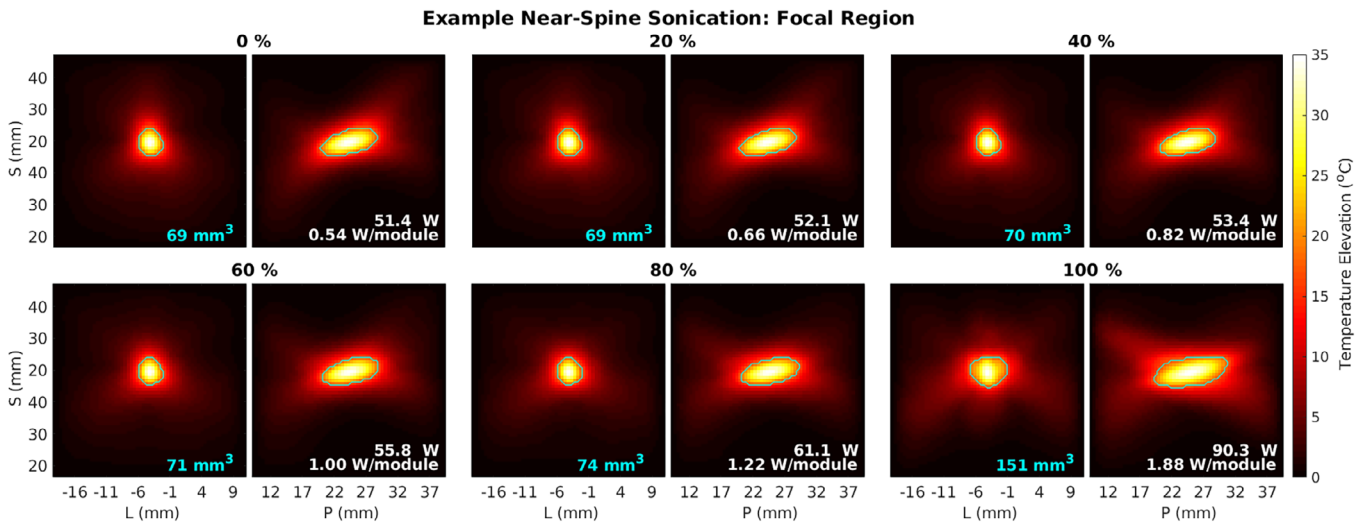 Example Near-Spine Sonication: Focal Region
0 % 20 % 40 %
40
30
20
40
30
20
S (mm)
69 mm3
51.4 W
0.54 W/module
69 mm3
52.1 W
0.66 W/module
70 mm3
53.4 W
0.82 W/module
60 % 80 % 100 %
40
30
20
40
30
20
S (mm)
71 mm3
55.8 W
1.00 W/module
74 mm3
61.1 W
1.22 W/module
151 mm3
90.3 W
1.88 W/module
-16 -11 -6 -1 9 12 17 22 27 32 37 -16 -11 -6 -1 9 12 17 22 27 32 37 -16 -11 -6 -1 9 12 17 22 27 32 37
L (mm) P (mm) L (mm) P (mm) L (mm) P (mm)
35
30
25
20
15
10
5
0
Temperature Elevation (oC)